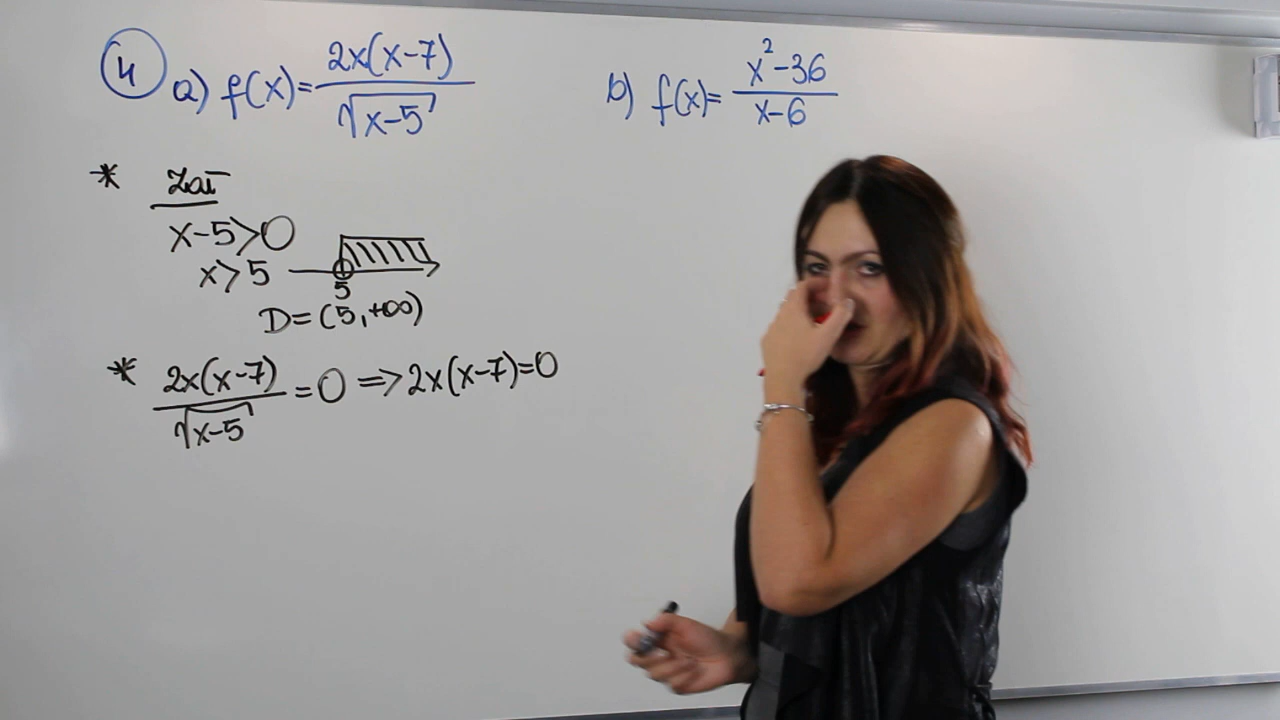 4 a) f(x)= 2x(x-7) / √x-5
b) f(x)= x²-36 / x-6
* Zał
x-5>0
x>5
5
D=(5,+∞)
* 2x(x-7) / √x-5 =0 => 2x(x-7)=0